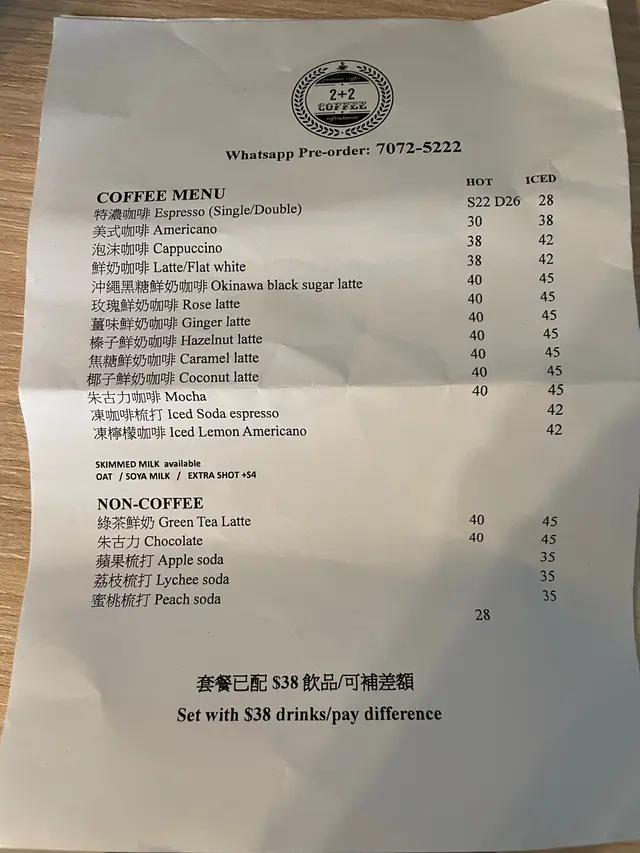 2+2
COFFEE
Whatsapp Pre-order: 7072-5222
HOT ICED
COFFEE MENU
特濃咖啡 Espresso (Single/Double) S22 D26 28
美式咖啡 Americano 30 38
泡沫咖啡 Cappuccino 38 42
鮮奶咖啡 Latte/Flat white 38 42
沖繩黑糖鮮奶咖啡 Okinawa black sugar latte 40 45
玫瑰鮮奶咖啡 Rose latte 40 45
薑味鮮奶咖啡 Ginger latte 40 45
榛子鮮奶咖啡 Hazelnut latte 40 45
焦糖鮮奶咖啡 Caramel latte 40 45
椰子鮮奶咖啡 Coconut latte 40 45
朱古力咖啡 Mocha 40 45
凍咖啡梳打 Iced Soda espresso 42
凍檸檬咖啡 Iced Lemon Americano 42
SKIMMED MILK available
OAT / SOYA MILK / EXTRA SHOT +$4
NON-COFFEE
綠茶鮮奶 Green Tea Latte 40 45
朱古力 Chocolate 40 45
蘋果梳打 Apple soda 35
荔枝梳打 Lychee soda 35
蜜桃梳打 Peach soda 35
28
套餐已配 $38 飲品/可補差額
Set with $38 drinks/pay difference